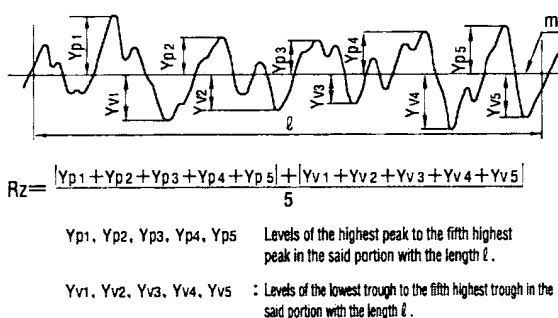 Yp1
Yp2
Yp3
Yp4
Yp5
m
Yv1
Yv2
Yv3
Yv4
Yv5
ℓ
Rz= |Yp1+Yp2+Yp3+Yp4+Yp5|+|Yv1+Yv2+Yv3+Yv4+Yv5|
5
Yp1, Yp2, Yp3, Yp4, Yp5 Levels of the highest peak to the fifth highest
peak in the said portion with the length ℓ.
Yv1, Yv2, Yv3, Yv4, Yv5 : Levels of the lowest trough to the fifth highest trough in the
said portion with the length ℓ.